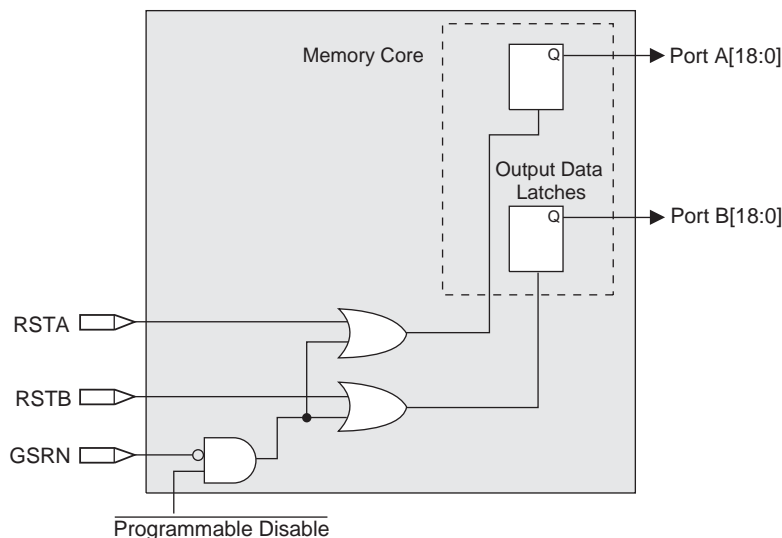 Memory Core
Q
Port A[18:0]
Output Data
Latches
Q
Port B[18:0]
RSTA
RSTB
GSRN
Programmable Disable